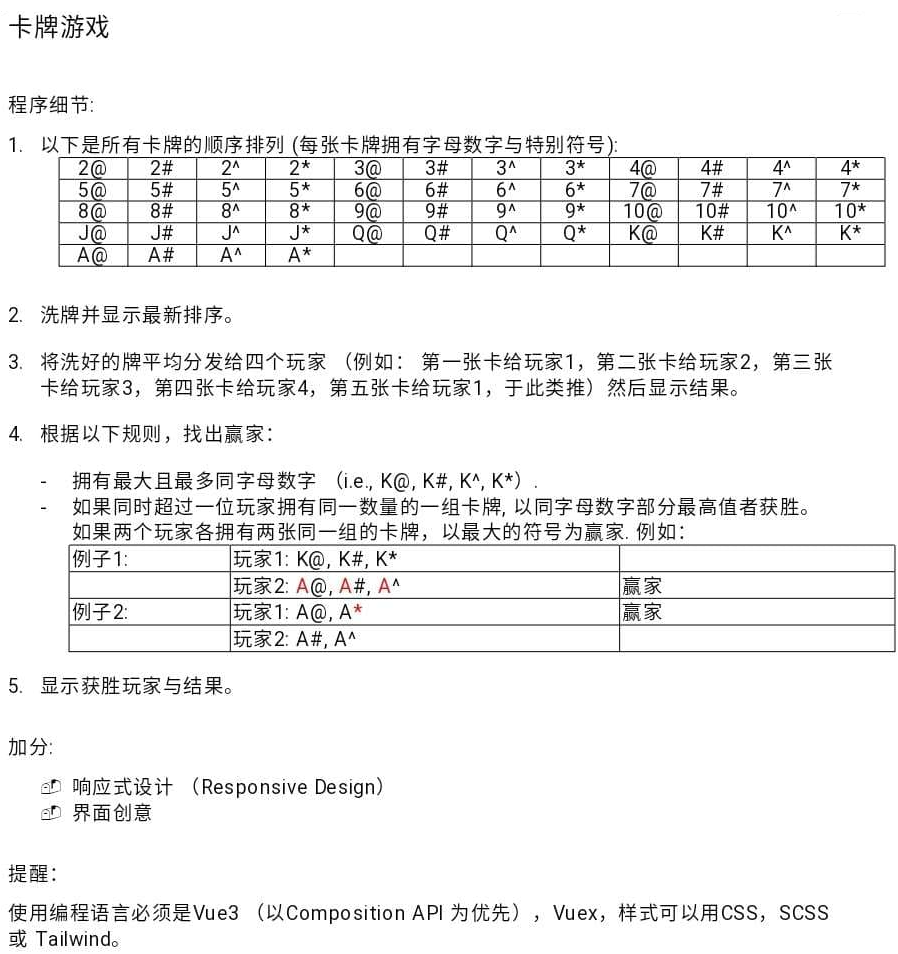 卡牌游戏
程序细节:
1. 以下是所有卡牌的顺序排列 (每张卡牌拥有字母数字与特别符号):
2@ 2# 2^ 2* 3@ 3# 3^ 3* 4@ 4# 4^ 4*
5@ 5# 5^ 5* 6@ 6# 6^ 6* 7@ 7# 7^ 7*
8@ 8# 8^ 8* 9@ 9# 9^ 9* 10@ 10# 10^ 10*
J@ J# J^ J* Q@ Q# Q^ Q* K@ K# K^ K*
A@ A# A^ A*
2. 洗牌并显示最新排序。
3. 将洗好的牌平均分发给四个玩家 （例如： 第一张卡给玩家1，第二张卡给玩家2，第三张
卡给玩家3，第四张卡给玩家4，第五张卡给玩家1，于此类推）然后显示结果。
4. 根据以下规则，找出赢家：
- 拥有最大且最多同字母数字 （i.e., K@, K#, K^, K*）.
- 如果同时超过一位玩家拥有同一数量的一组卡牌, 以同字母数字部分最高值者获胜。
如果两个玩家各拥有两张同一组的卡牌，以最大的符号为赢家. 例如：
例子1: 玩家1: K@, K#, K*
玩家2: A@, A#, A^ 赢家
例子2: 玩家1: A@, A* 赢家
玩家2: A#, A^
5. 显示获胜玩家与结果。
加分:
响应式设计 （Responsive Design）
界面创意
提醒：
使用编程语言必须是Vue3 （以Composition API 为优先），Vuex，样式可以用CSS，SCSS
或 Tailwind。